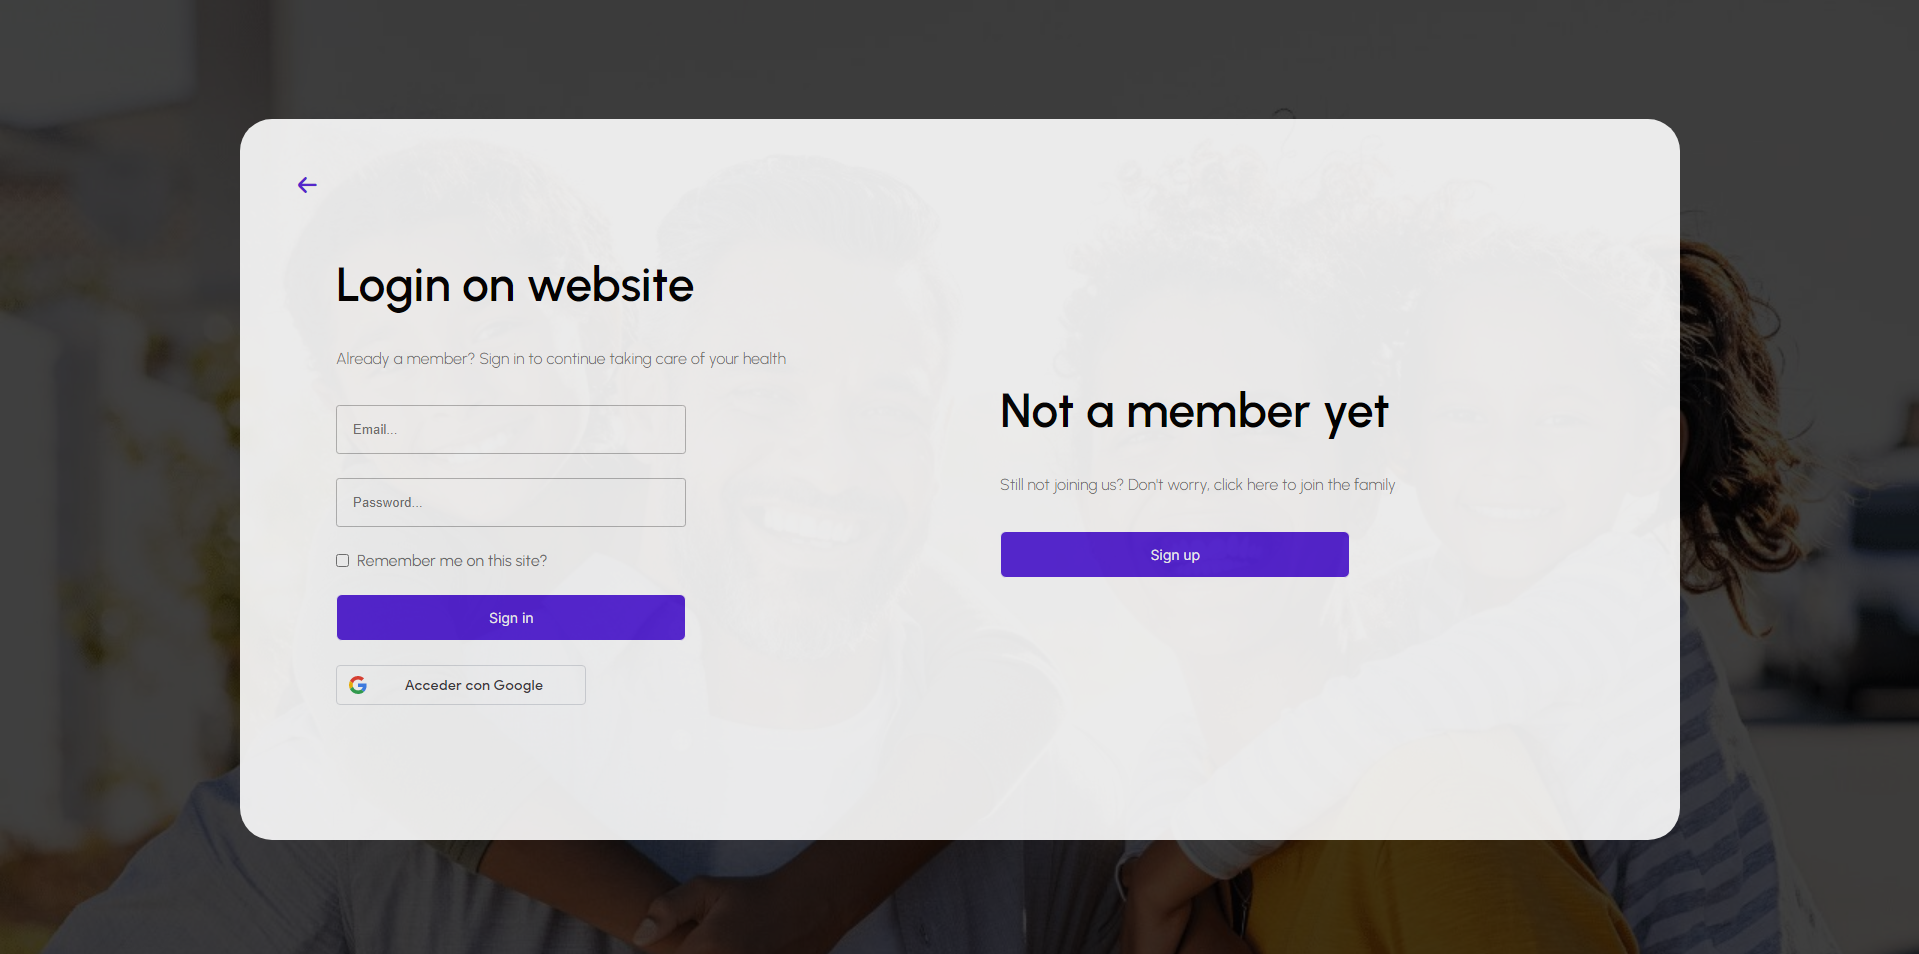 Login on website
Already a member? Sign in to continue taking care of your health
Email...
Password...
Remember me on this site?
Sign in
Acceder con Google
Not a member yet
Still not joining us? Don't worry, click here to join the family
Sign up